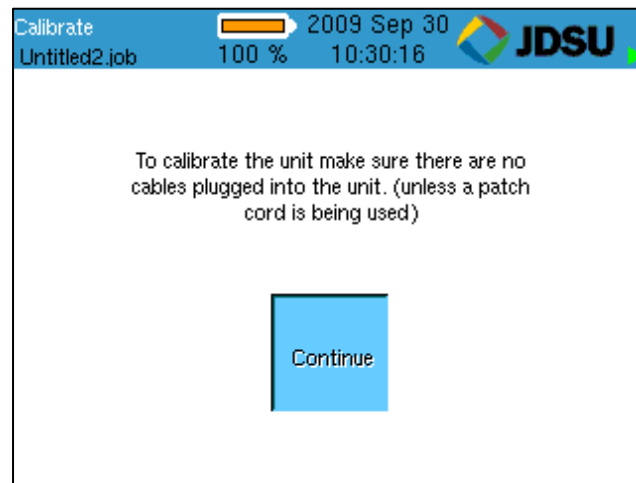 Calibrate 2009 Sep 30 JDSU
Untitled2.job 100 % 10:30:16
To calibrate the unit make sure there are no
cables plugged into the unit. (unless a patch
cord is being used)
Continue